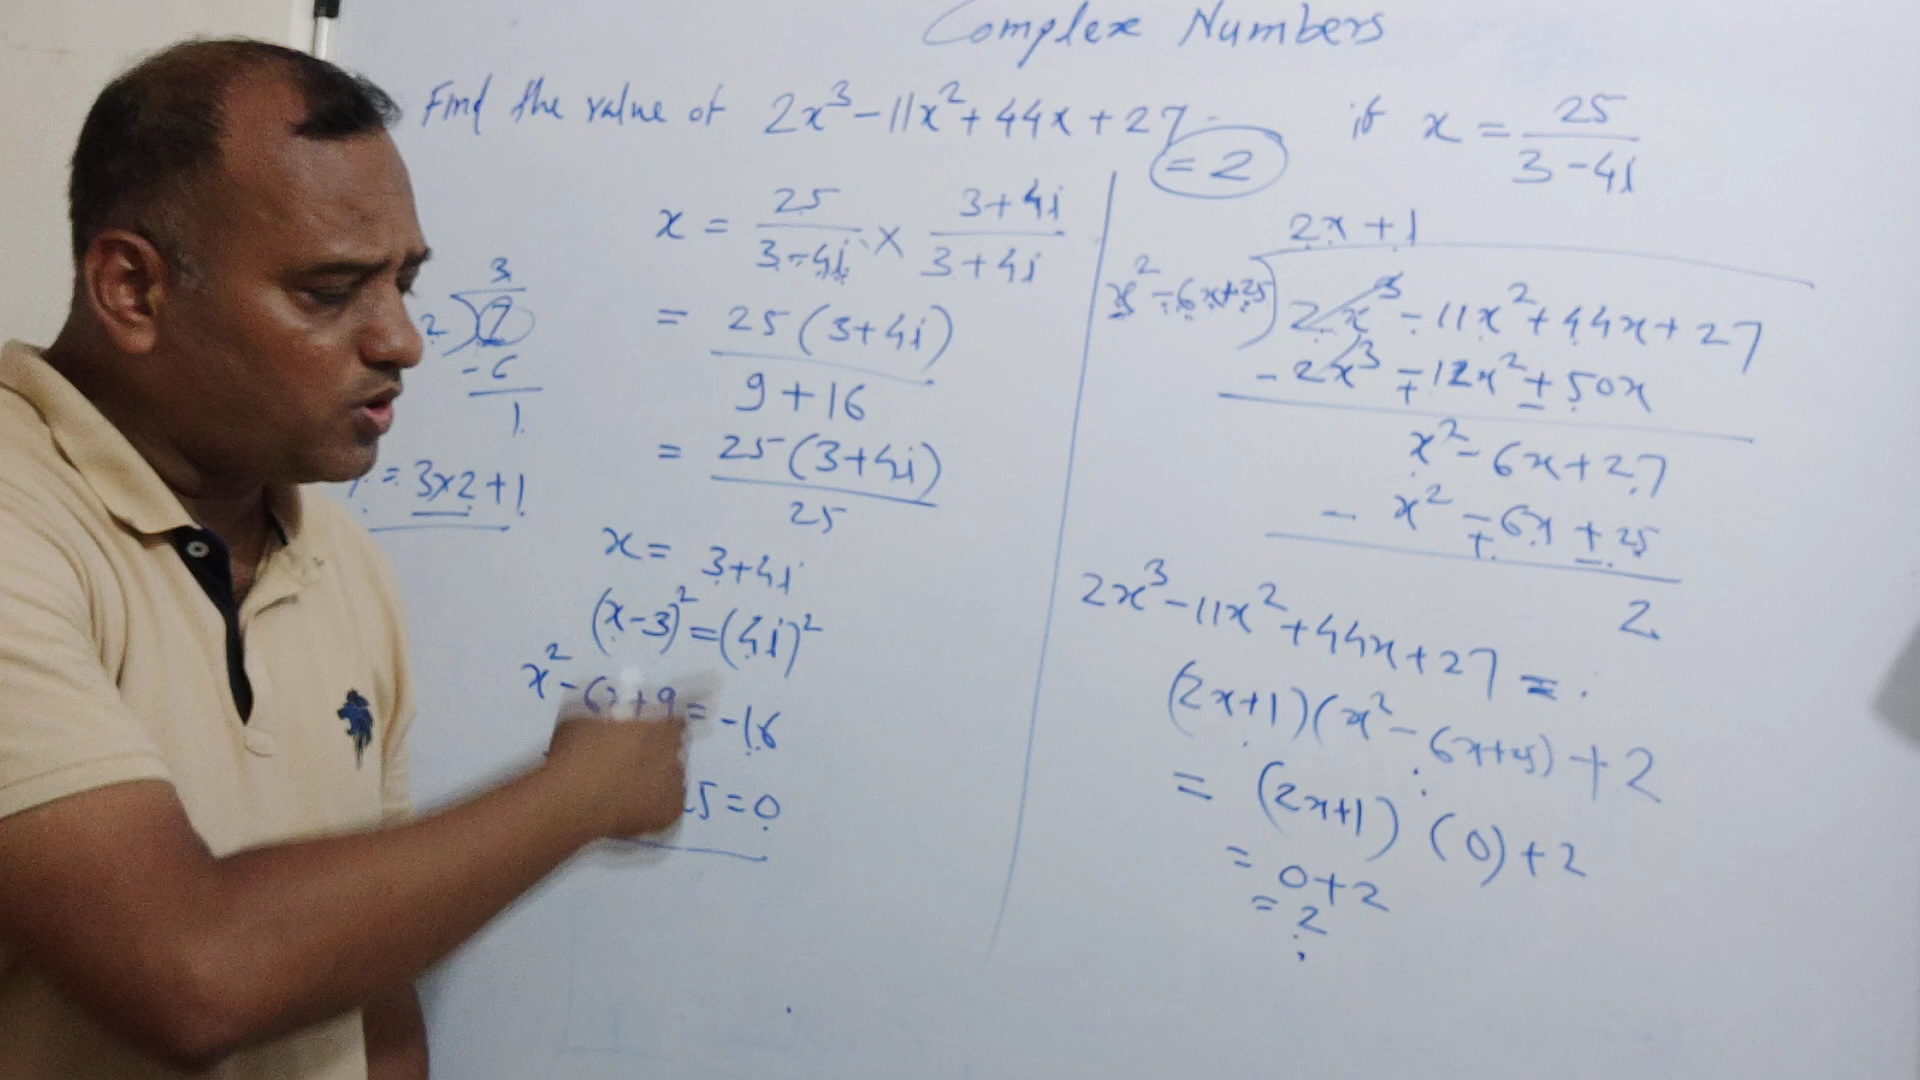 Complex Numbers
Find the value of 2x³ - 11x² + 44x + 27 if x = 25/(3-4i)
= 2
x = 25/(3-4i) × (3+4i)/(3+4i)
= 25(3+4i)/(9+16)
= 25(3+4i)/25
x = 3+4i
(x-3)² = (4i)²
x² - 6x + 9 = -16
25 = 0
3
2) 7
- 6
1
= 3x2+1
2x + 1
x² - 6x + 25) 2x³ - 11x² + 44x + 27
- 2x³ - 12x² + 50x
+ -
x² - 6x + 27
- x² - 6x + 25
+ -
2
2x³ - 11x² + 44x + 27 =
(2x+1)(x² - 6x + 25) + 2
= (2x+1) (0) + 2
= 0+2
= 2